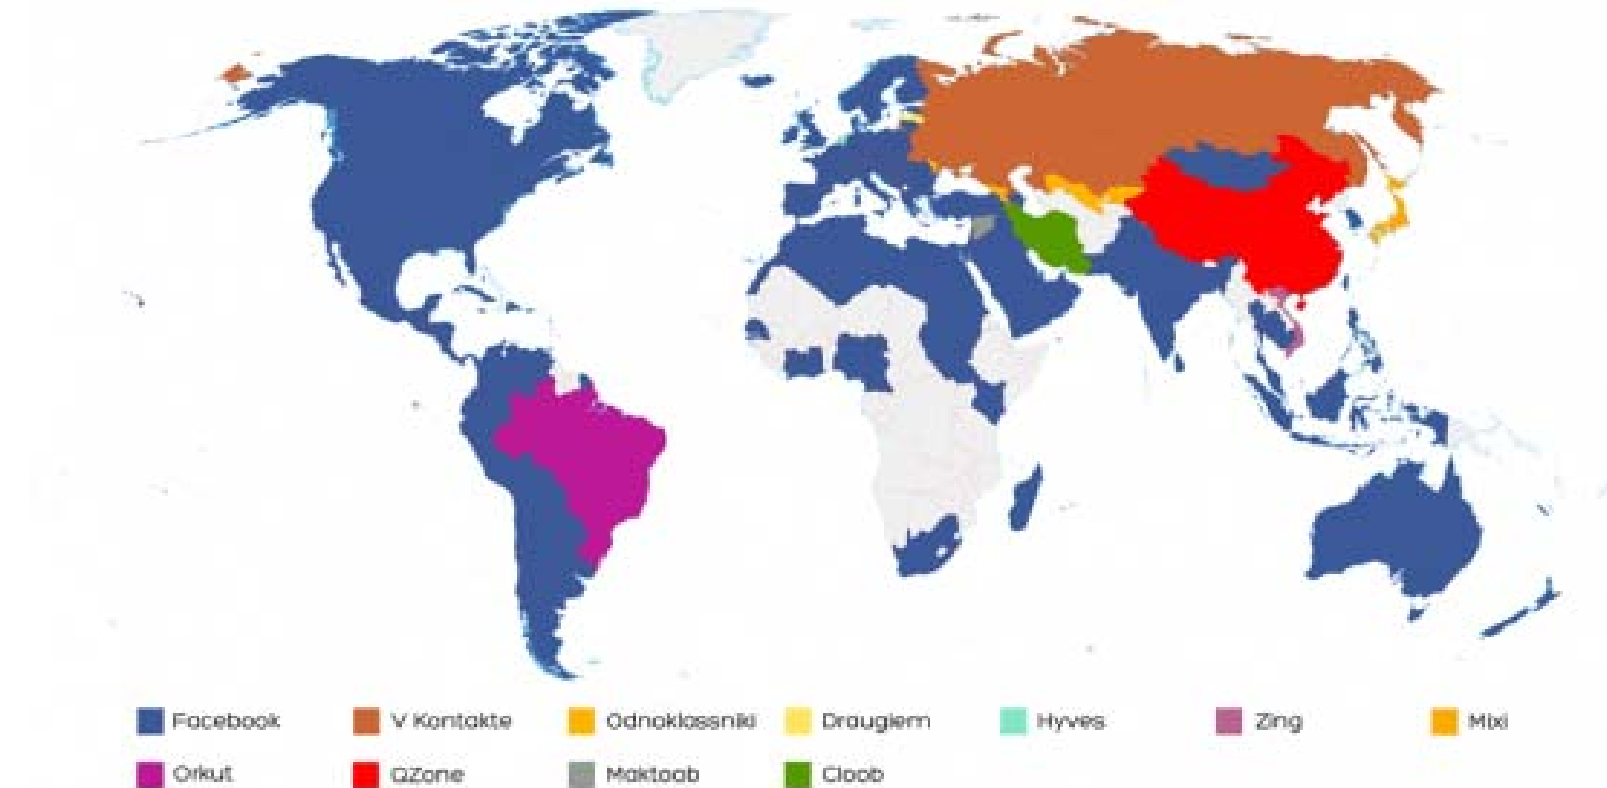 Facebook V Kontakte Odnoklassniki Draugiem Hyves Zing Mixi
Orkut QZone Maktoob Cloob